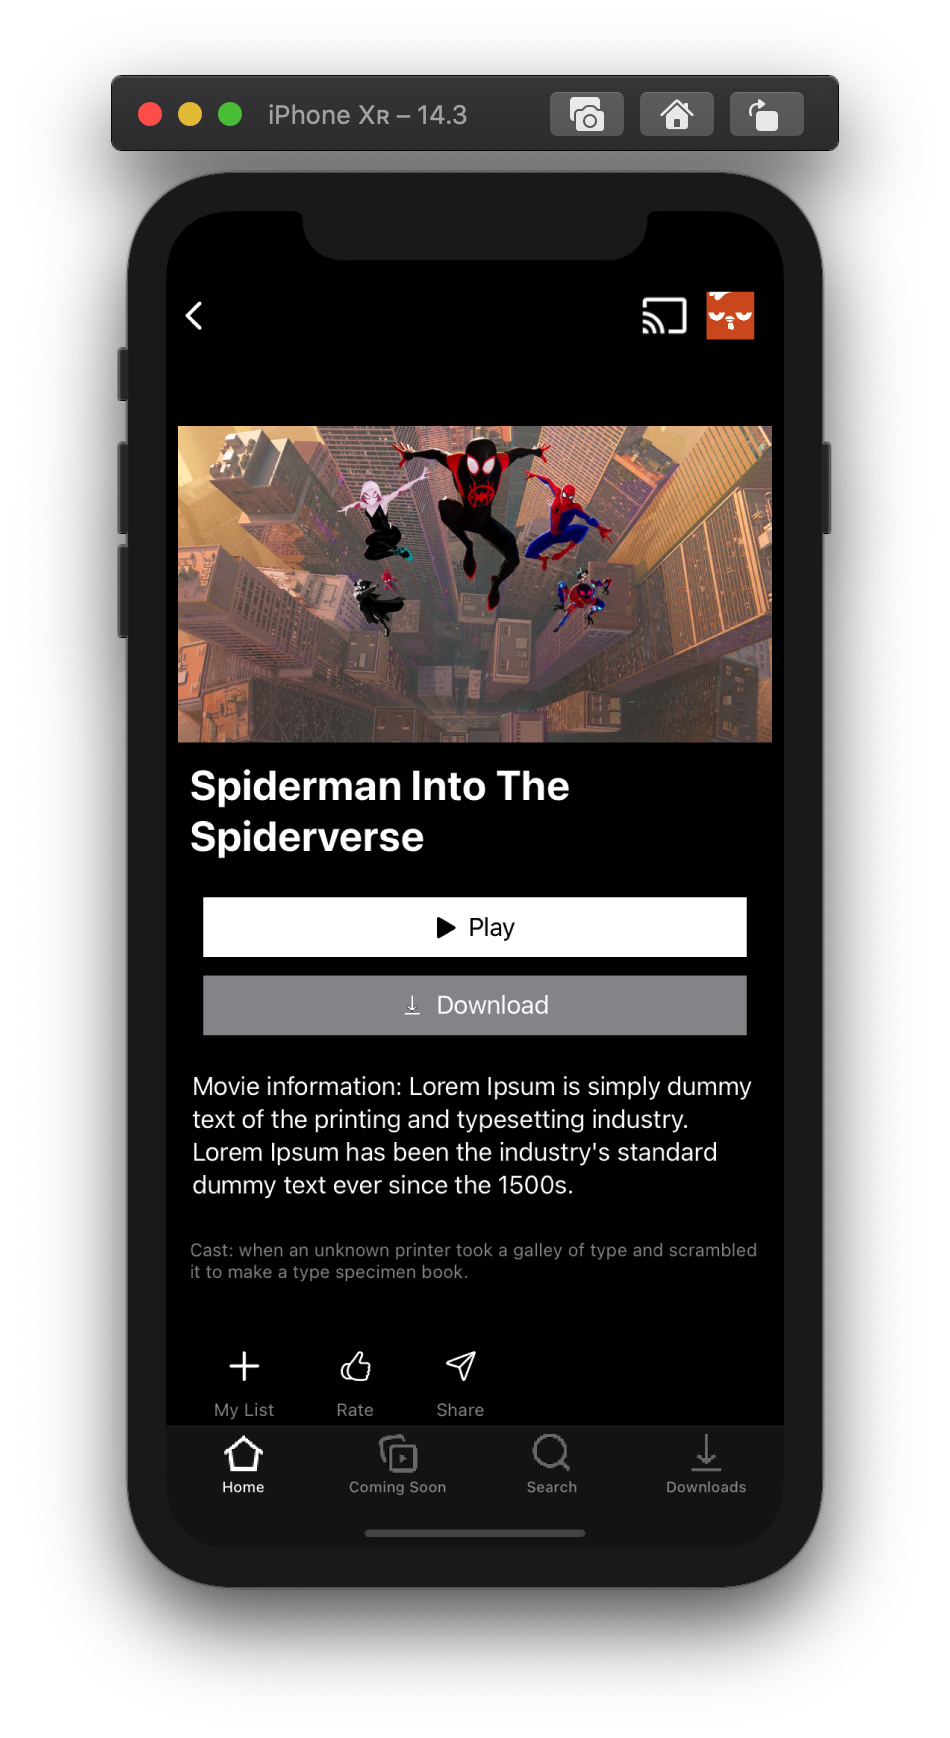 iPhone XR – 14.3
Spiderman Into The
Spiderverse
Play
Download
Movie information: Lorem Ipsum is simply dummy
text of the printing and typesetting industry.
Lorem Ipsum has been the industry's standard
dummy text ever since the 1500s.
Cast: when an unknown printer took a galley of type and scrambled
it to make a type specimen book.
My List Rate Share
Home Coming Soon Search Downloads